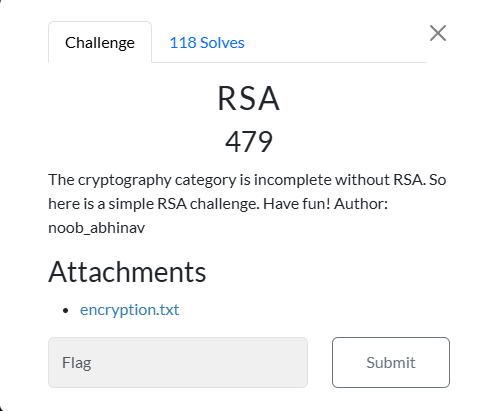 Challenge
118 Solves
RSA
479
The cryptography category is incomplete without RSA. So
here is a simple RSA challenge. Have fun! Author:
noob_abhinav
Attachments
encryption.txt
Flag
Submit